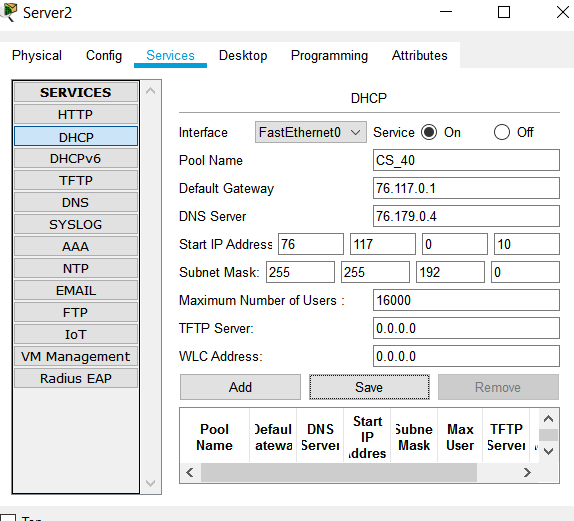 Server2
Physical Config Services Desktop Programming Attributes
SERVICES
HTTP
DHCP
DHCPv6
TFTP
DNS
SYSLOG
AAA
NTP
EMAIL
FTP
IoT
VM Management
Radius EAP
DHCP
Interface FastEthernet0 Service On Off
Pool Name CS_40
Default Gateway 76.117.0.1
DNS Server 76.179.0.4
Start IP Address 76 117 0 10
Subnet Mask: 255 255 192 0
Maximum Number of Users : 16000
TFTP Server: 0.0.0.0
WLC Address: 0.0.0.0
Add Save Remove
Pool Name
Defaul atewa
DNS Server
Start IP Addres
Subne Mask
Max User
TFTP Server